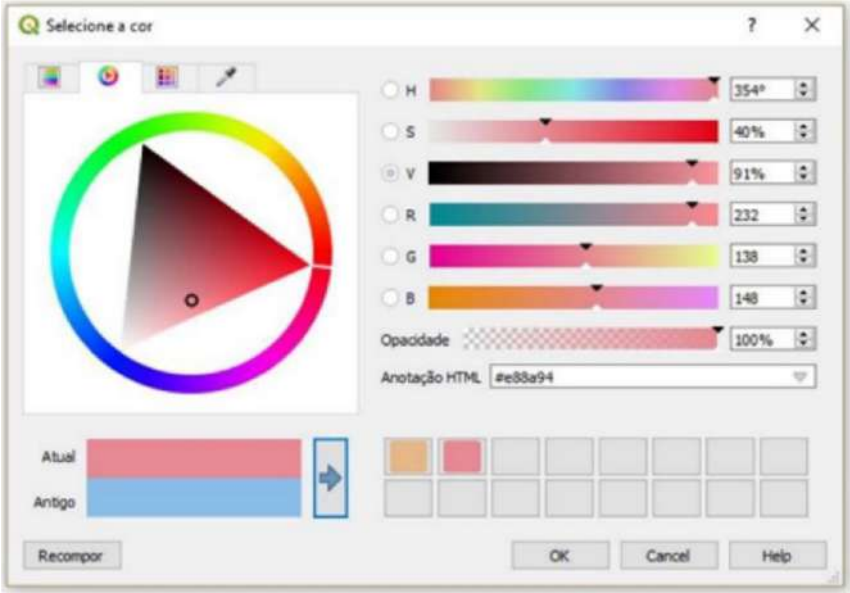 Selecione a cor ?
H 354°
S 40%
V 91%
R 232
G 138
B 148
Opacidade 100%
Anotação HTML #e88a94
Atual
Antigo
Recompor OK Cancel Help